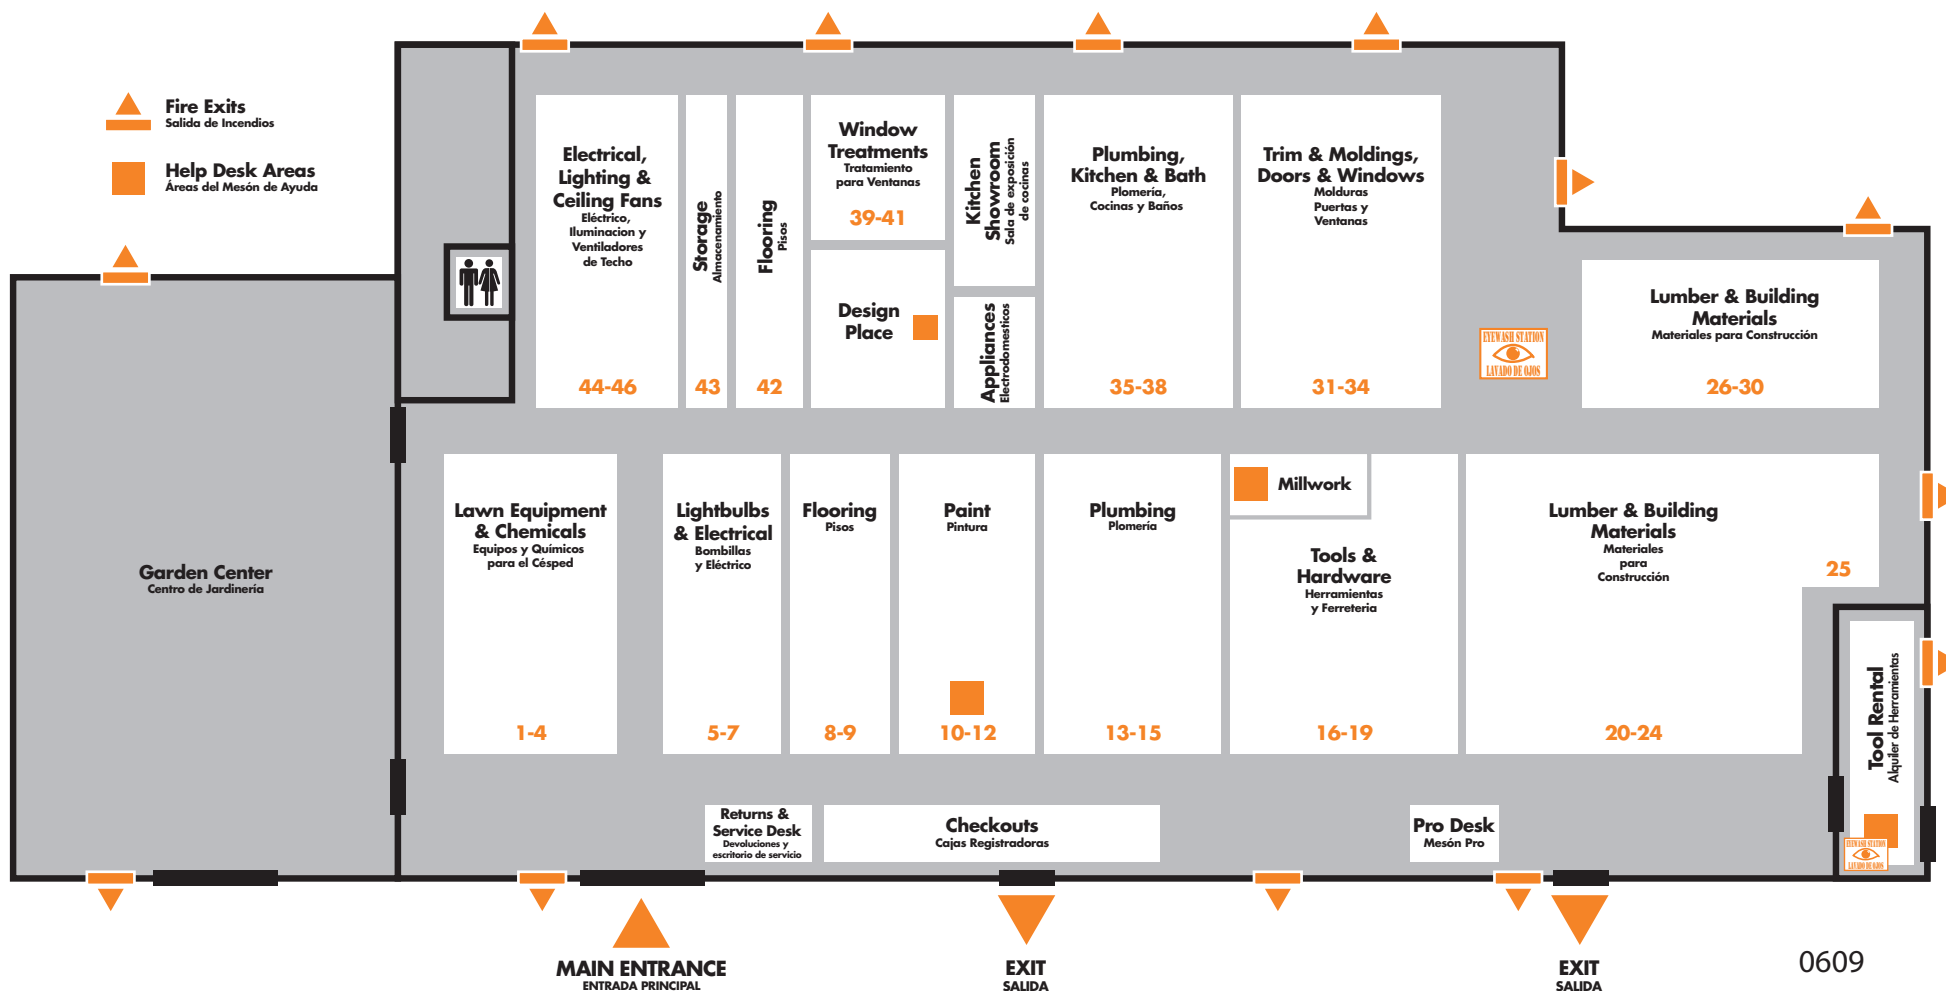 Fire Exits
Salida de Incendios
Help Desk Areas
Áreas del Mesón de Ayuda
Electrical,
Lighting &
Ceiling Fans
Eléctrico,
Iluminacion y
Ventiladores
de Techo
44-46
Storage
Almacenamiento
43
Flooring
Pisos
42
Window
Treatments
Tratamiento
para Ventanas
39-41
Design
Place
Kitchen
Showroom
Sala de exposición
de cocinas
Appliances
Electrodomesticos
Plumbing,
Kitchen & Bath
Plomería,
Cocinas y Baños
35-38
Trim & Moldings,
Doors & Windows
Molduras
Puertas y
Ventanas
31-34
EYEWASH STATION
LAVADO DE OJOS
Lumber & Building
Materials
Materiales para Construcción
26-30
Garden Center
Centro de Jardinería
Lawn Equipment
& Chemicals
Equipos y Químicos
para el Césped
1-4
Lightbulbs
& Electrical
Bombillas
y Eléctrico
5-7
Flooring
Pisos
8-9
Paint
Pintura
10-12
Plumbing
Plomería
13-15
Millwork
Tools &
Hardware
Herramientas
y Ferreteria
16-19
Lumber & Building
Materials
Materiales
para
Construcción
20-24
25
Tool Rental
Alquiler de Herramientas
EYEWASH STATION
LAVADO DE OJOS
Returns &
Service Desk
Devoluciones y
escritorio de servicio
Checkouts
Cajas Registradoras
Pro Desk
Mesón Pro
MAIN ENTRANCE
ENTRADA PRINCIPAL
EXIT
SALIDA
EXIT
SALIDA
0609